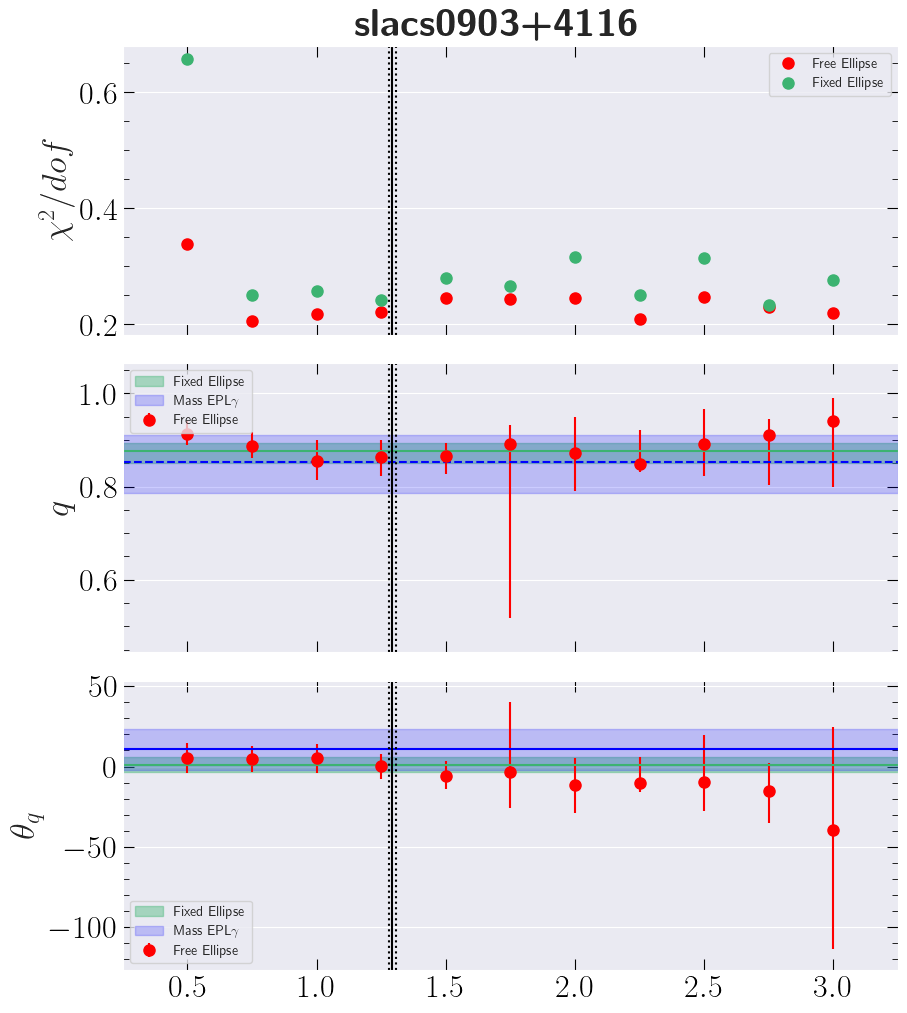 slacs0903+4116
χ²/dof
0.6
0.4
0.2
Free Ellipse
Fixed Ellipse
q
1.0
0.8
0.6
Fixed Ellipse
Mass EPLγ
Free Ellipse
θ_q
50
0
−50
−100
Fixed Ellipse
Mass EPLγ
Free Ellipse
0.5 1.0 1.5 2.0 2.5 3.0